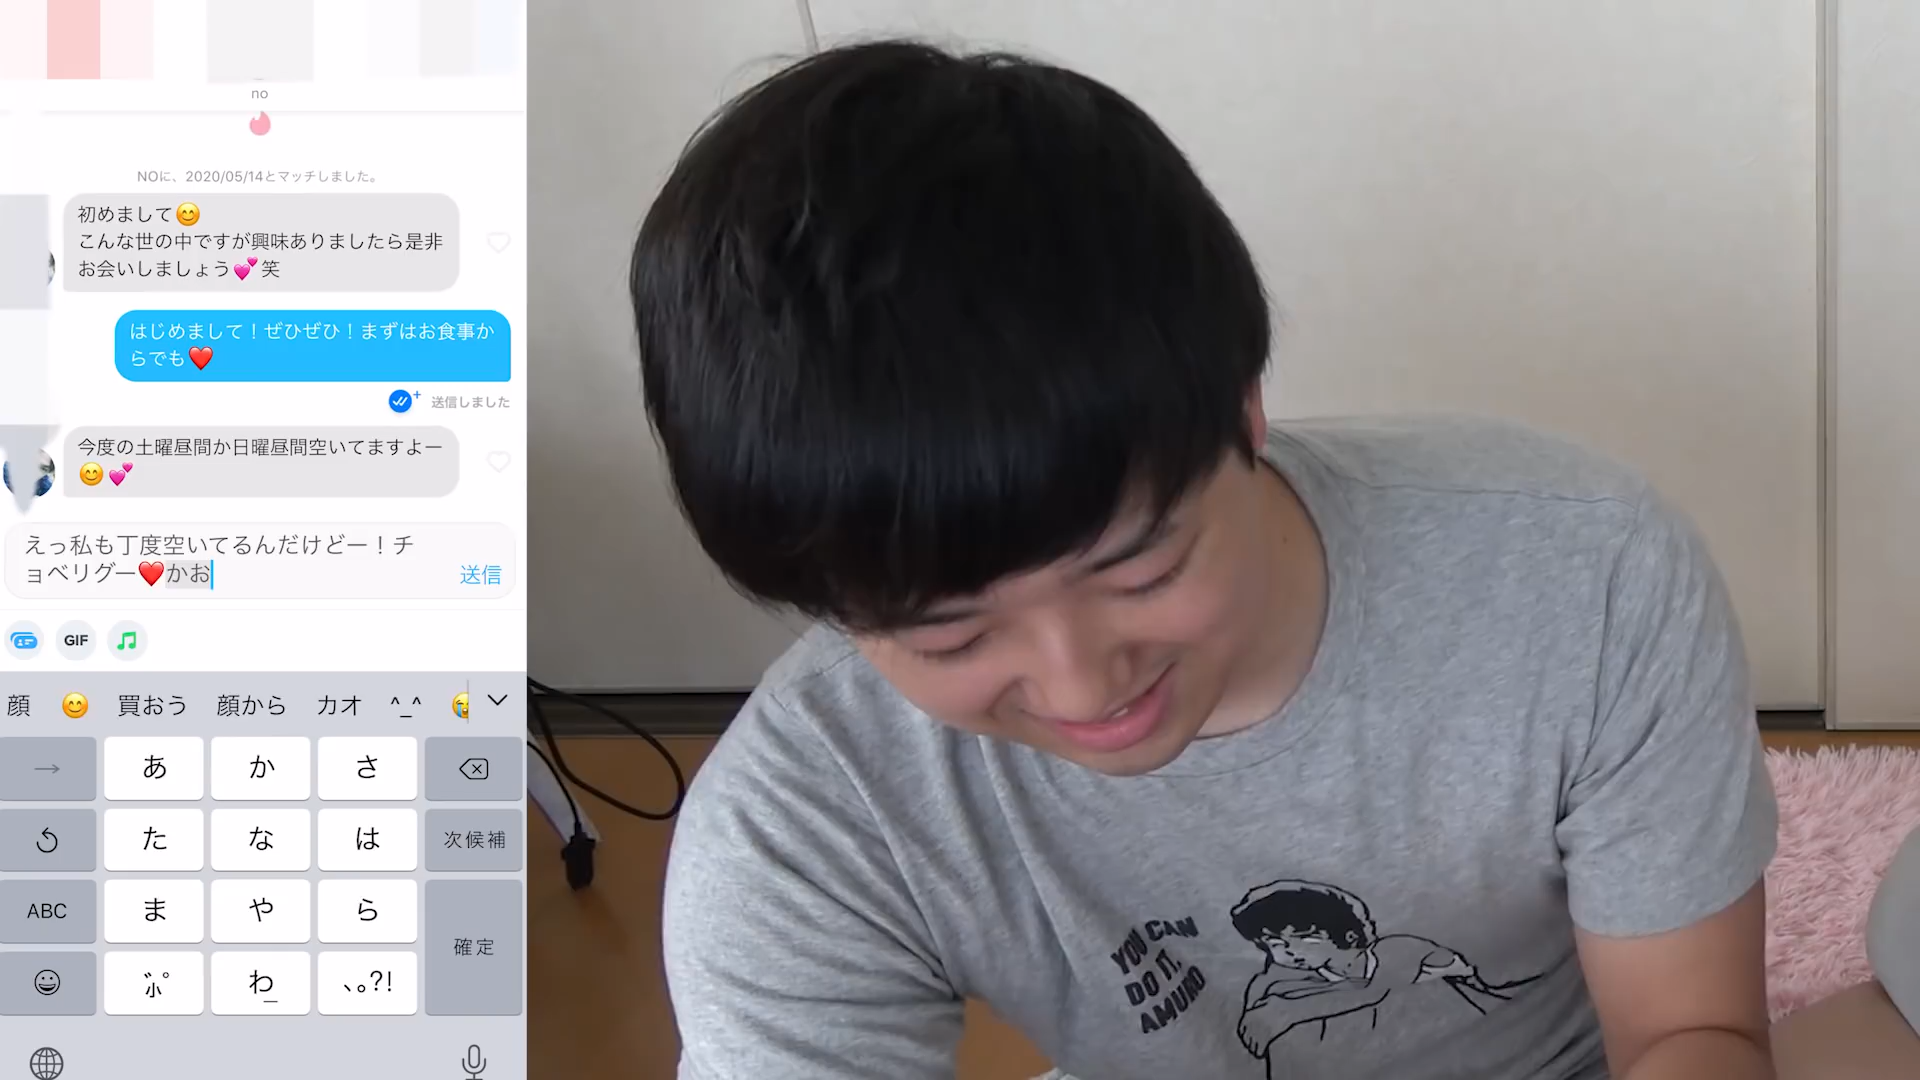 no
NOに、2020/05/14とマッチしました。
初めまして😊
こんな世の中ですが興味ありましたら是非
お会いしましょう💕笑
はじめまして！ぜひぜひ！まずはお食事か
らでも❤️
送信しました
今度の土曜昼間か日曜昼間空いてますよー
😊💕
えっ私も丁度空いてるんだけどー！チ
ョベリグー❤️かお
送信
GIF
顔 😊 買おう 顔から カオ ^_^ 😭
→ あ か さ
た な は 次候補
ABC ま や ら
確定
゛゜小 わ 、。?!
YOU CAN
DO IT,
AMURO